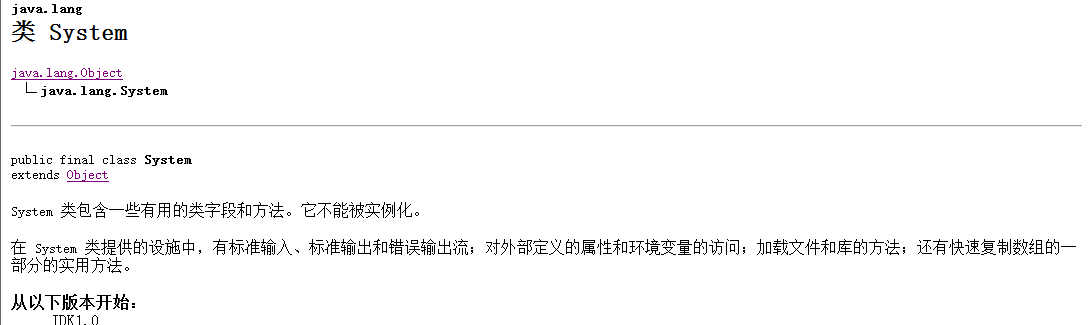 java.lang
类 System
java.lang.Object
java.lang.System
public final class System
extends Object
System 类包含一些有用的类字段和方法。它不能被实例化。
在 System 类提供的设施中，有标准输入、标准输出和错误输出流；对外部定义的属性和环境变量的访问；加载文件和库的方法；还有快速复制数组的一
部分的实用方法。
从以下版本开始：
JDK1.0